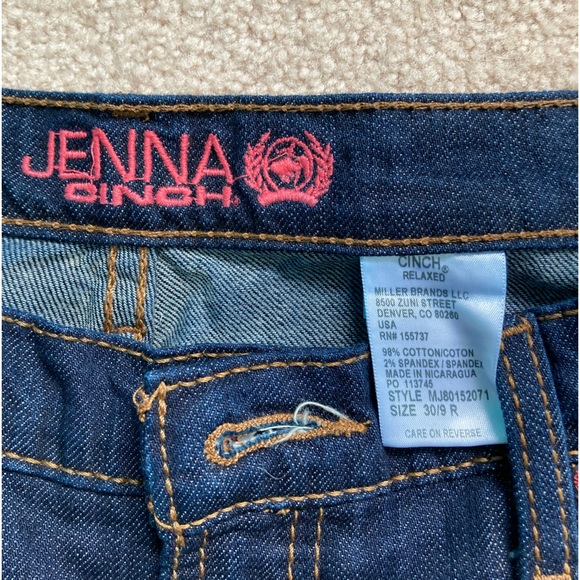 JENNA
CINCH
CINCH®
RELAXED
MILLER BRANDS LLC
8500 ZUNI STREET
DENVER, CO 80260
USA
RN# 155737
98% COTTON/COTON
2% SPANDEX / SPANDEX
MADE IN NICARAGUA
PO 113745
STYLE MJ80152071
SIZE 30/9 R
CARE ON REVERSE